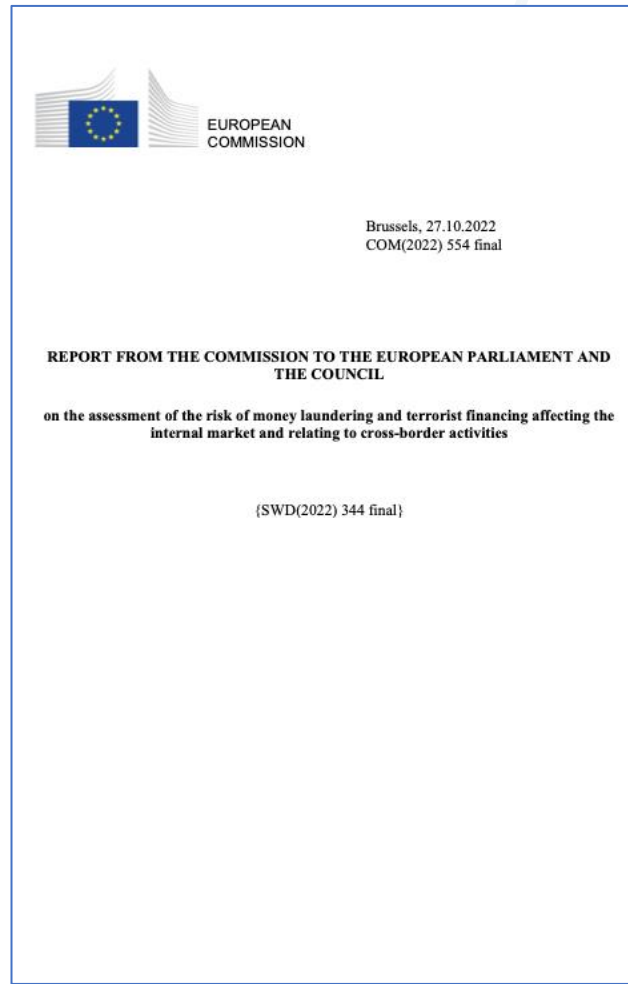 EUROPEAN
COMMISSION
Brussels, 27.10.2022
COM(2022) 554 final
REPORT FROM THE COMMISSION TO THE EUROPEAN PARLIAMENT AND
THE COUNCIL
on the assessment of the risk of money laundering and terrorist financing affecting the
internal market and relating to cross-border activities
{SWD(2022) 344 final}